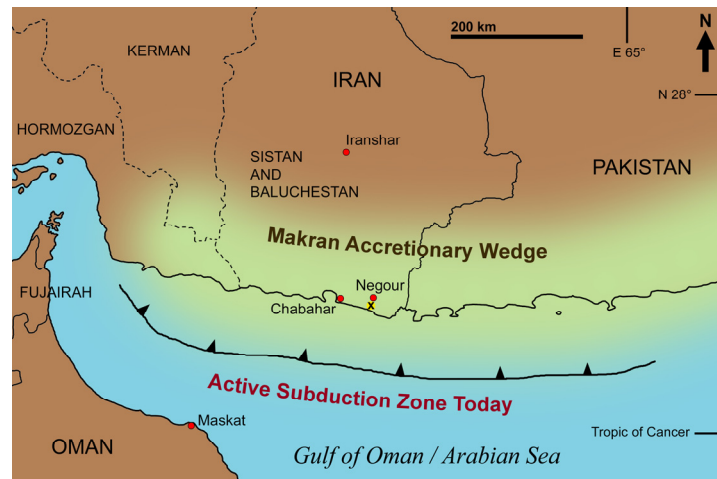 200 km
N
E 65°
KERMAN
IRAN
N 28°
HORMOZGAN
Iranshar
SISTAN
AND
BALUCHESTAN
PAKISTAN
Makran Accretionary Wedge
Negour
x
FUJAIRAH
Chabahar
Active Subduction Zone Today
Maskat
Tropic of Cancer
OMAN
Gulf of Oman / Arabian Sea